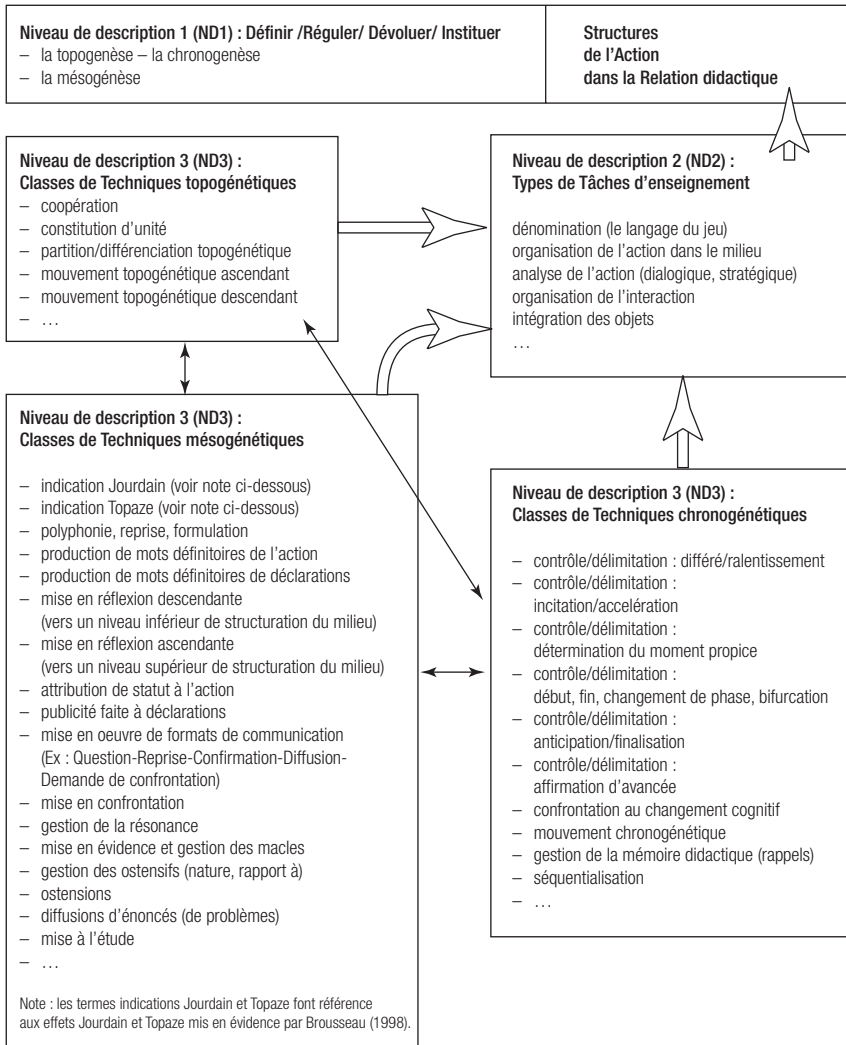 Niveau de description 1 (ND1) : Définir /Réguler/ Dévoluer/ Instituer
– la topogenèse – la chronogenèse
– la mésogénèse
Structures
de l'Action
dans la Relation didactique
Niveau de description 3 (ND3) :
Classes de Techniques topogénétiques
– coopération
– constitution d'unité
– partition/différenciation topogénétique
– mouvement topogénétique ascendant
– mouvement topogénétique descendant
– …
Niveau de description 2 (ND2) :
Types de Tâches d'enseignement
dénomination (le langage du jeu)
organisation de l'action dans le milieu
analyse de l'action (dialogique, stratégique)
organisation de l'interaction
intégration des objets
…
Niveau de description 3 (ND3) :
Classes de Techniques mésogénétiques
– indication Jourdain (voir note ci-dessous)
– indication Topaze (voir note ci-dessous)
– polyphonie, reprise, formulation
– production de mots définitoires de l'action
– production de mots définitoires de déclarations
– mise en réflexion descendante
(vers un niveau inférieur de structuration du milieu)
– mise en réflexion ascendante
(vers un niveau supérieur de structuration du milieu)
– attribution de statut à l'action
– publicité faite à déclarations
– mise en oeuvre de formats de communication
(Ex : Question-Reprise-Confirmation-Diffusion-
Demande de confrontation)
– mise en confrontation
– gestion de la résonance
– mise en évidence et gestion des macles
– gestion des ostensifs (nature, rapport à)
– ostensions
– diffusions d'énoncés (de problèmes)
– mise à l'étude
– …
Note : les termes indications Jourdain et Topaze font référence
aux effets Jourdain et Topaze mis en évidence par Brousseau (1998).
Niveau de description 3 (ND3) :
Classes de Techniques chronogénétiques
– contrôle/délimitation : différé/ralentissement
– contrôle/délimitation :
incitation/accelération
– contrôle/délimitation :
détermination du moment propice
– contrôle/délimitation :
début, fin, changement de phase, bifurcation
– contrôle/délimitation :
anticipation/finalisation
– contrôle/délimitation :
affirmation d'avancée
– confrontation au changement cognitif
– mouvement chronogénétique
– gestion de la mémoire didactique (rappels)
– séquentialisation
– …